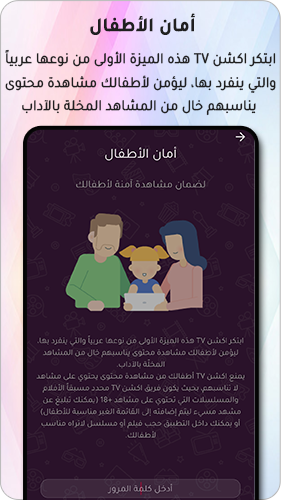 أمان الأطفال
ابتكر اكشن TV هذه الميزة الأولى من نوعها عربياً
والتي ينفرد بها، ليؤمن لأطفالك مشاهدة محتوى
يناسبهم خال من المشاهد المخلة بالآداب
أمان الأطفال
لضمان مشاهدة آمنة لأطفالك
ابتكر اكشن TV هذه الميزة الأولى من نوعها عربياً والتي ينفرد بها،
ليؤمن لأطفالك مشاهدة محتوى يناسبهم خال من المشاهد
المخلة بالآداب.
يمنع اكشن TV أطفالك من مشاهدة محتوى يحتوي على مشاهد
لا تناسبهم، بحيث يكون فريق اكشن TV محدد مسبقاً الأفلام
والمسلسلات التي تحتوي على مشاهد +18 (يمكنك تبليغ عن
مشهد مسيء ليتم إضافته إلى القائمة الغير مناسبة للأطفال)
أو يمكنك داخل التطبيق حجب فيلم أو مسلسل لاتراه مناسب
لأطفالك.
أدخل كلمة المرور